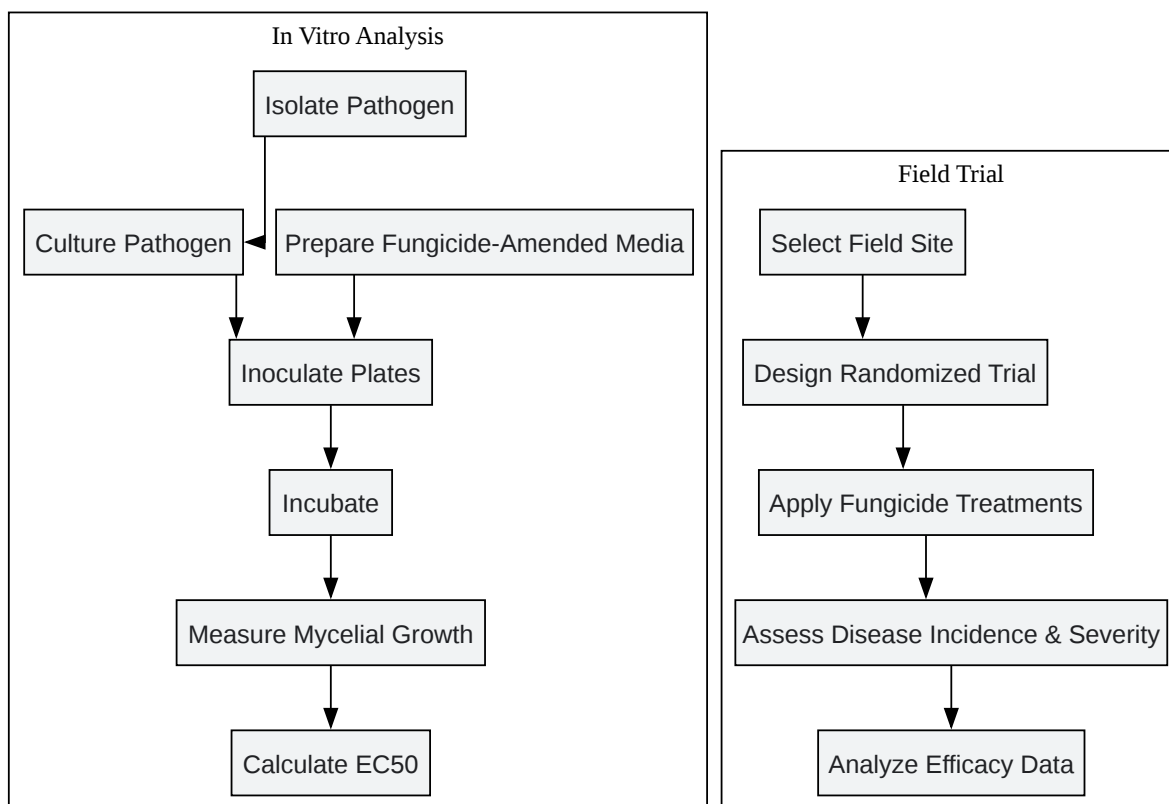 In Vitro Analysis
Isolate Pathogen
Culture Pathogen
Prepare Fungicide-Amended Media
Inoculate Plates
Incubate
Measure Mycelial Growth
Calculate EC50
Field Trial
Select Field Site
Design Randomized Trial
Apply Fungicide Treatments
Assess Disease Incidence & Severity
Analyze Efficacy Data